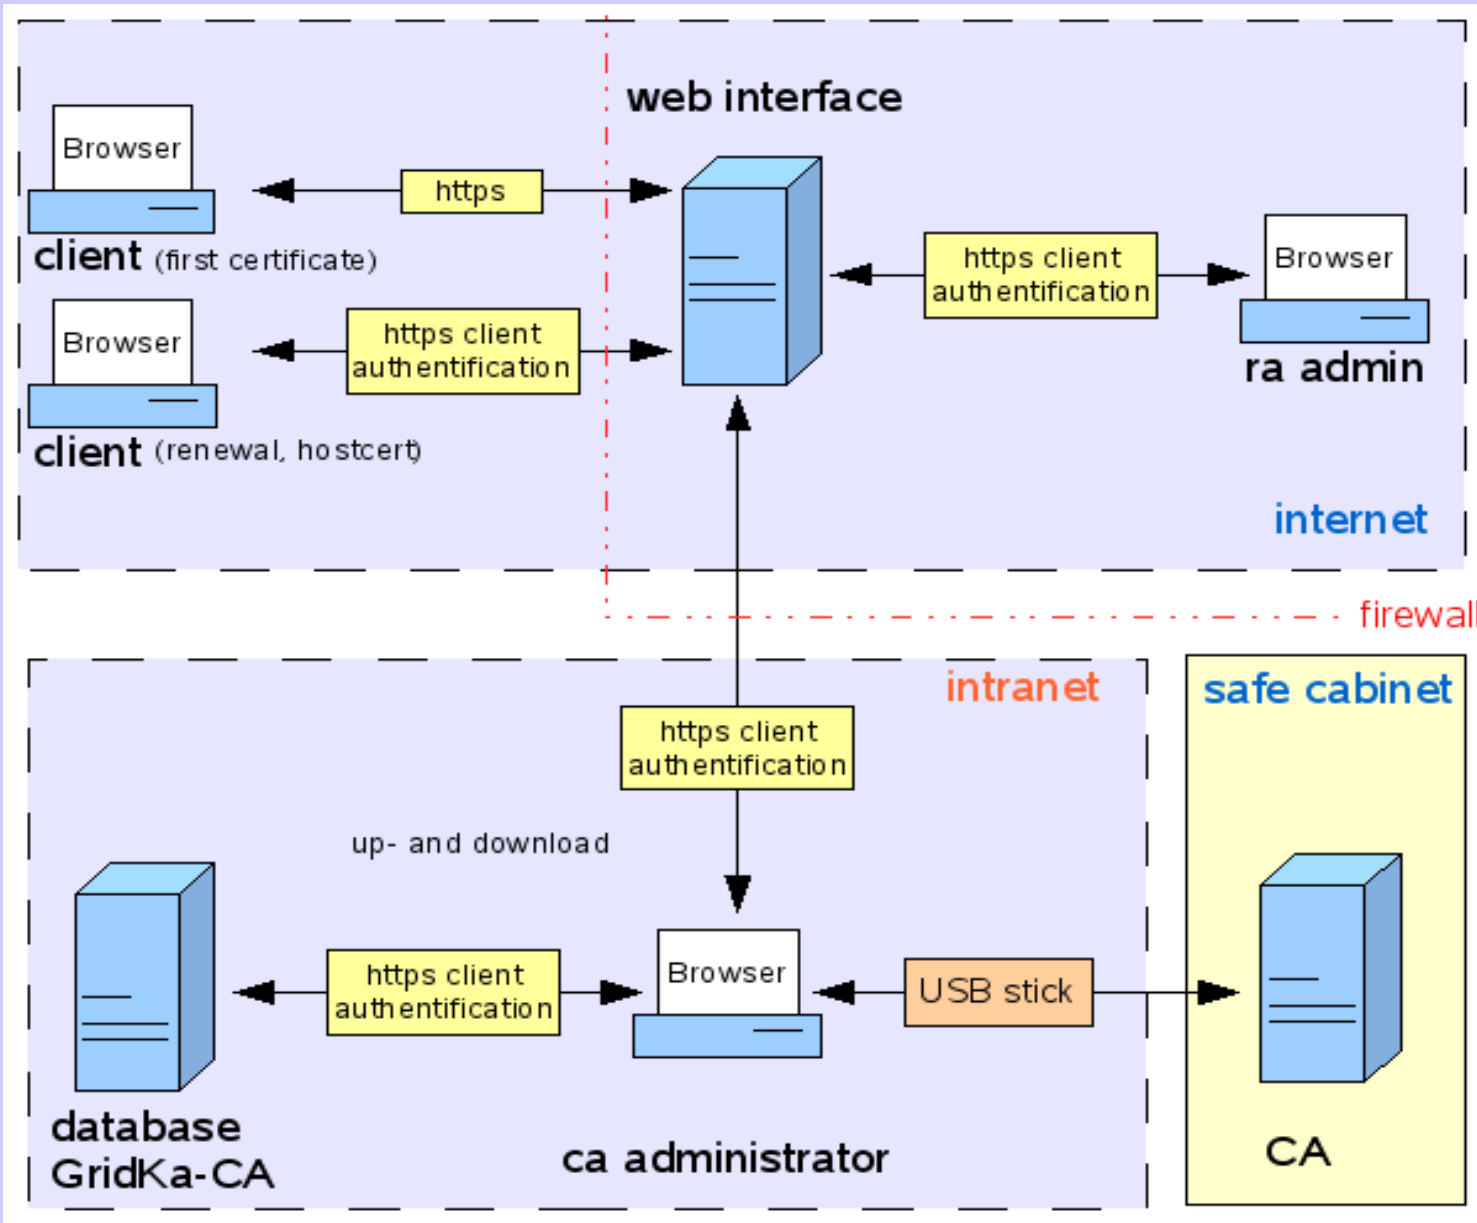 web interface
Browser
https
client (first certificate)
https client
authentification
Browser
ra admin
Browser
https client
authentification
client (renewal, hostcert)
internet
firewall
intranet
safe cabinet
https client
authentification
up- and download
https client
authentification
Browser
USB stick
database
GridKa-CA
ca administrator
CA